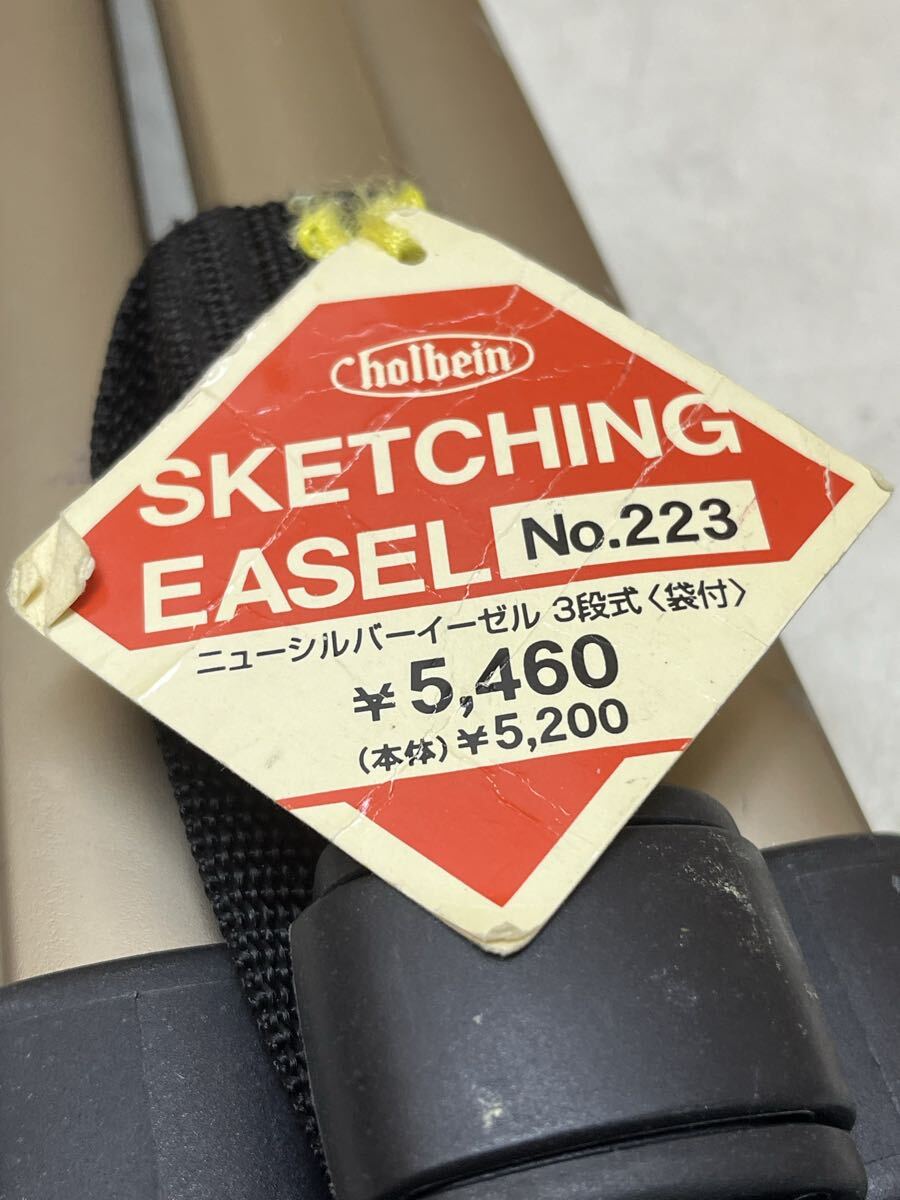 holbein
SKETCHING
EASEL No.223
ニューシルバーイーゼル 3段式〈袋付〉
¥5,460
(本体)¥5,200